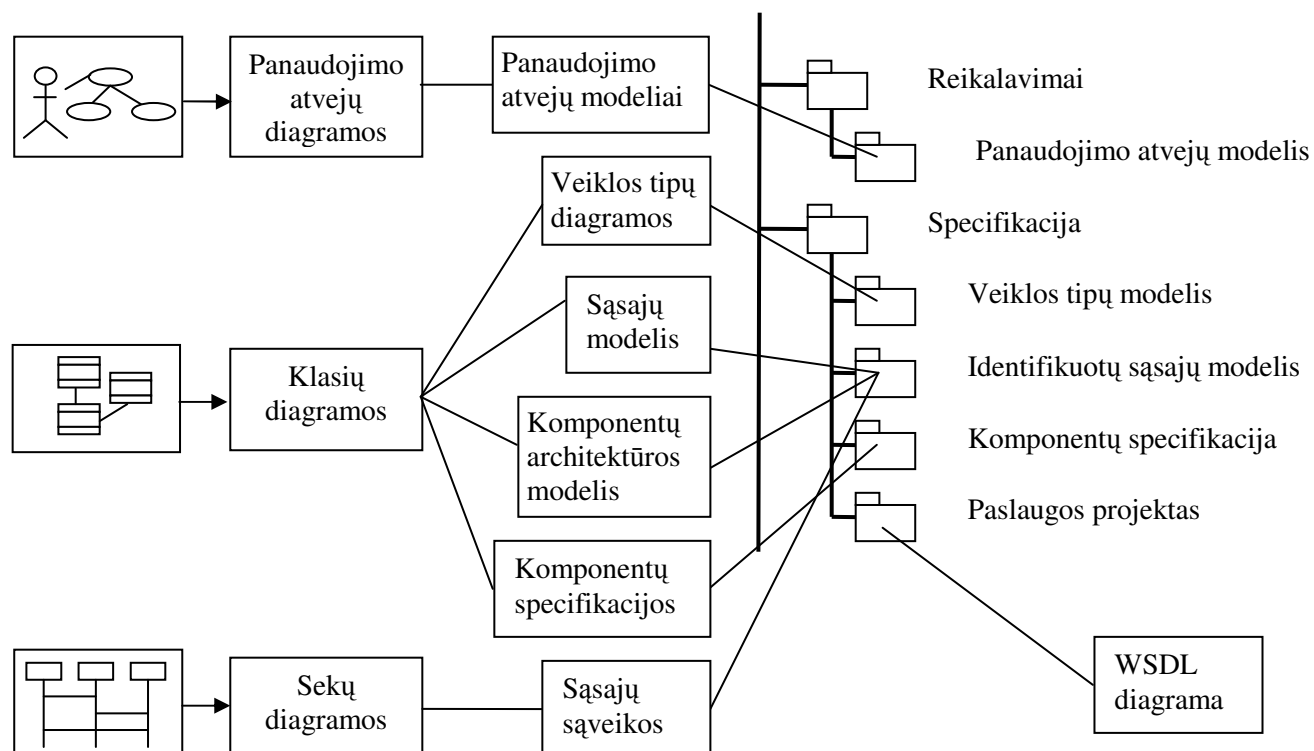 Panaudojimo
atvejų
diagramos
Panaudojimo
atvejų modeliai
Reikalavimai
Panaudojimo atvejų modelis
Veiklos tipų
diagramos
Specifikacija
Veiklos tipų modelis
Sąsajų
modelis
Klasių
diagramos
Identifikuotų sąsajų modelis
Komponentų
architektūros
modelis
Komponentų specifikacija
Paslaugos projektas
Komponentų
specifikacijos
Sekų
diagramos
Sąsajų
sąveikos
WSDL
diagrama